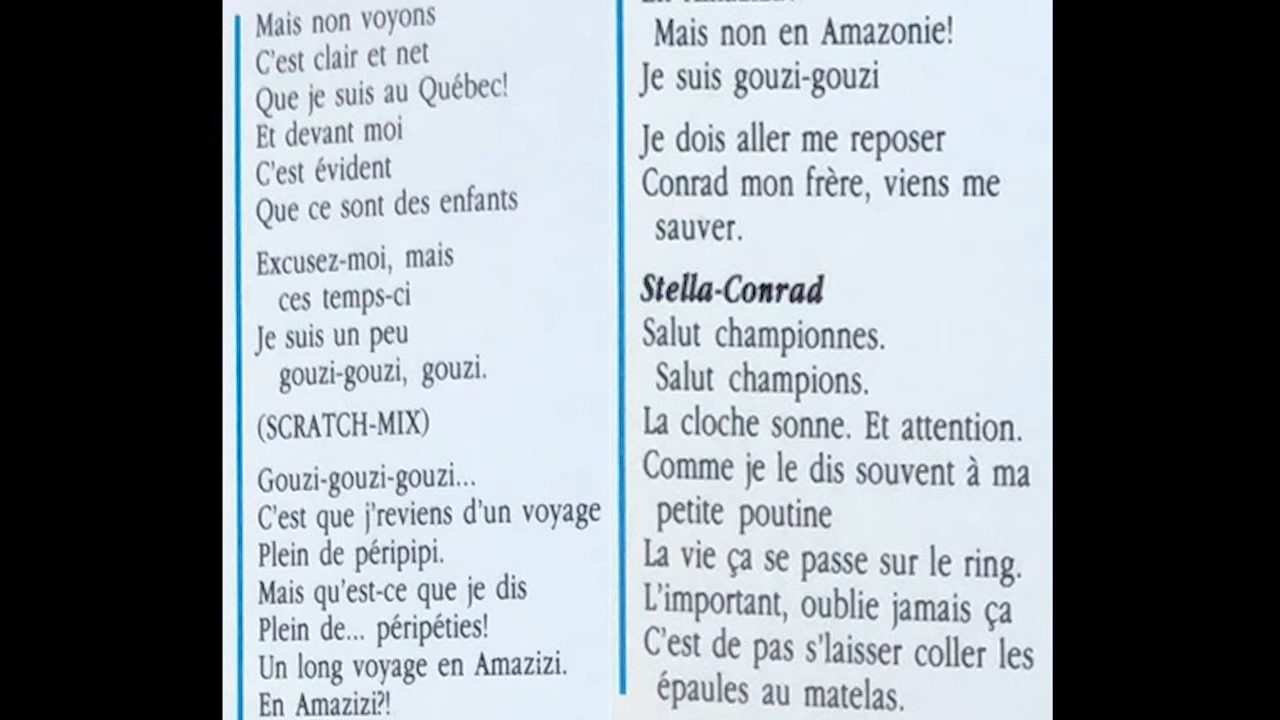 Mais non voyons
C'est clair et net
Que je suis au Québec!
Et devant moi
C'est évident
Que ce sont des enfants
Excusez-moi, mais
ces temps-ci
Je suis un peu
gouzi-gouzi, gouzi.
(SCRATCH-MIX)
Gouzi-gouzi-gouzi...
C'est que j'reviens d'un voyage
Plein de péripipi.
Mais qu'est-ce que je dis
Plein de... péripéties!
Un long voyage en Amazizi.
En Amazizi?!
Mais non en Amazonie!
Je suis gouzi-gouzi
Je dois aller me reposer
Conrad mon frère, viens me
sauver.
Stella-Conrad
Salut championnes.
Salut champions.
La cloche sonne. Et attention.
Comme je le dis souvent à ma
petite poutine
La vie ça se passe sur le ring.
L'important, oublie jamais ça
C'est de pas s'laisser coller les
épaules au matelas.